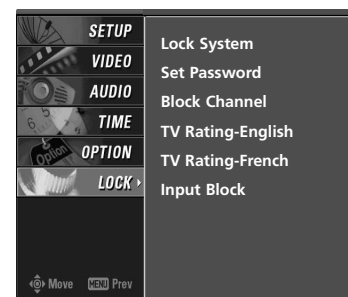 SETUP
VIDEO
AUDIO
TIME
OPTION
LOCK
Lock System
Set Password
Block Channel
TV Rating-English
TV Rating-French
Input Block
Move MENU Prev